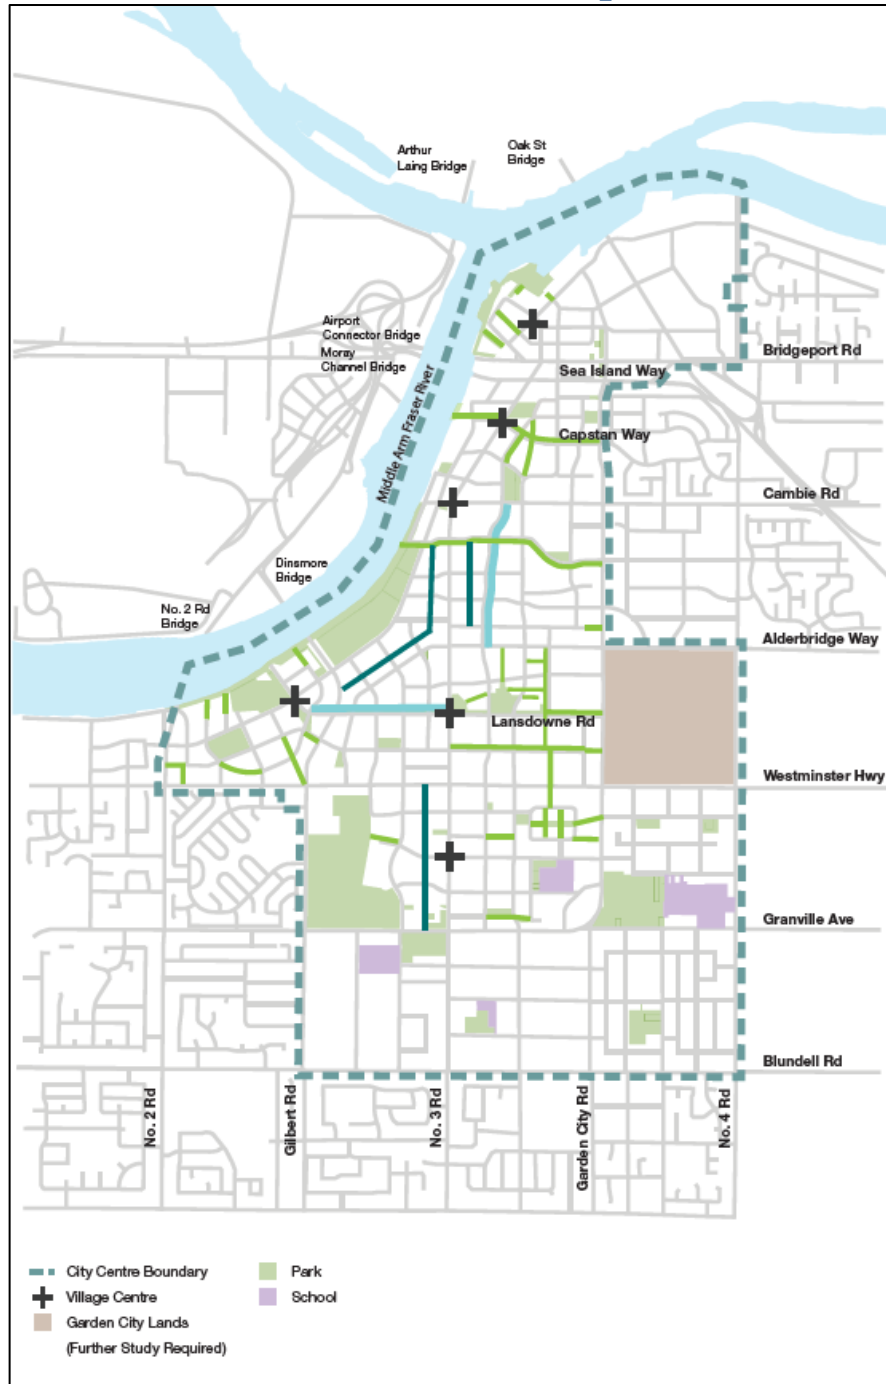 Arthur
Laing Bridge
Oak St
Bridge
Airport
Connector Bridge
Moray
Channel Bridge
Bridgeport Rd
Sea Island Way
Middle Arm Fraser River
Capstan Way
Cambie Rd
Dinsmore
Bridge
No. 2 Rd
Bridge
Alderbridge Way
Lansdowne Rd
Westminster Hwy
Granville Ave
Blundell Rd
No. 2 Rd
Gilbert Rd
No. 3 Rd
Garden City Rd
No. 4 Rd
City Centre Boundary
Village Centre
Garden City Lands
(Further Study Required)
Park
School